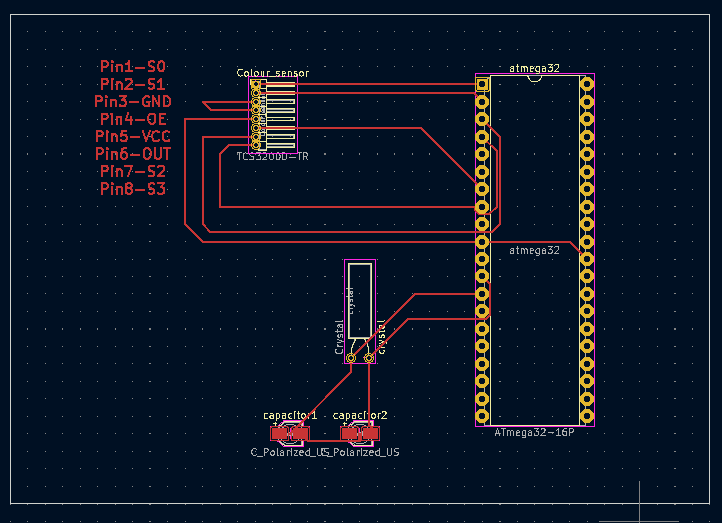 Pin1-S0
Pin2-S1
Pin3-GND
Pin4-OE
Pin5-VCC
Pin6-OUT
Pin7-S2
Pin8-S3
Colour sensor
TCS3200D-TR
atmega32
atmega32
ATmega32-16P
Crystal
Crystal
crystal
capacitor1
capacitor2
C_Polarized_US
C_Polarized_US